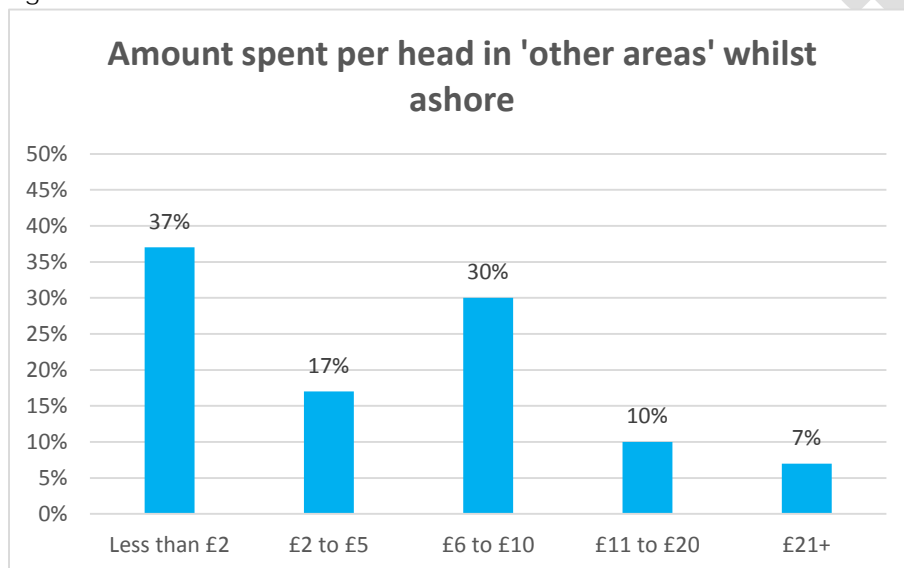 Amount spent per head in 'other areas' whilst
ashore
50%
45%
40%
35%
30%
25%
20%
15%
10%
5%
0%
37%
17%
30%
10%
7%
Less than £2
£2 to £5
£6 to £10
£11 to £20
£21+